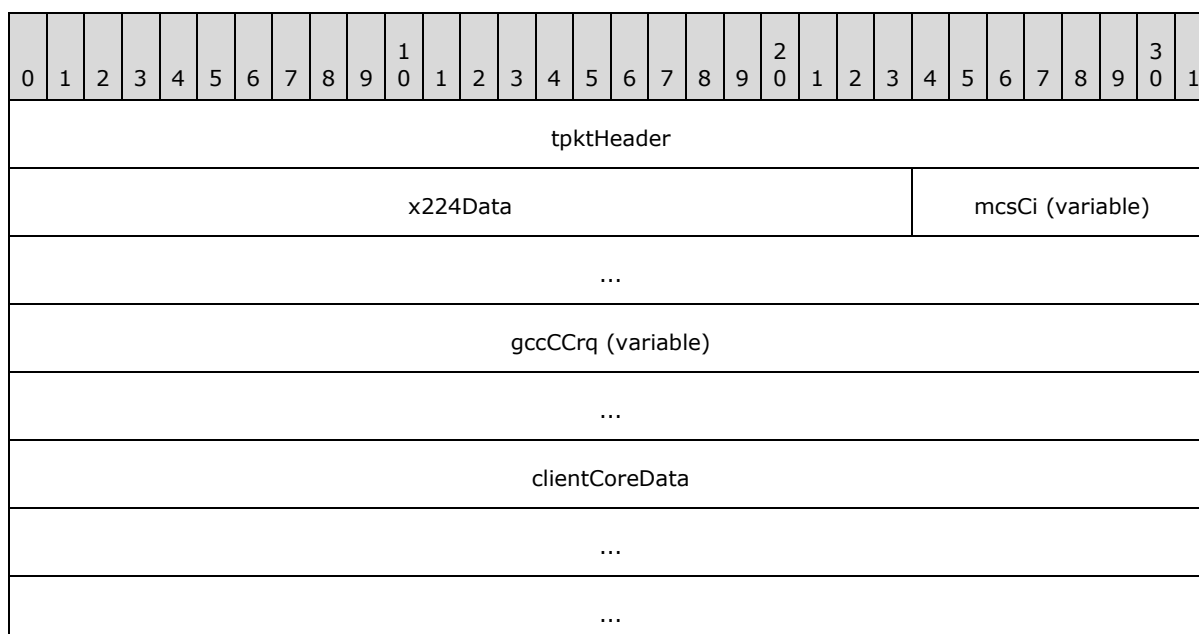 1 2 3
0 1 2 3 4 5 6 7 8 9 0 1 2 3 4 5 6 7 8 9 0 1 2 3 4 5 6 7 8 9 0 1
tpktHeader
x224Data mcsCi (variable)
...
gccCCrq (variable)
...
clientCoreData
...
...